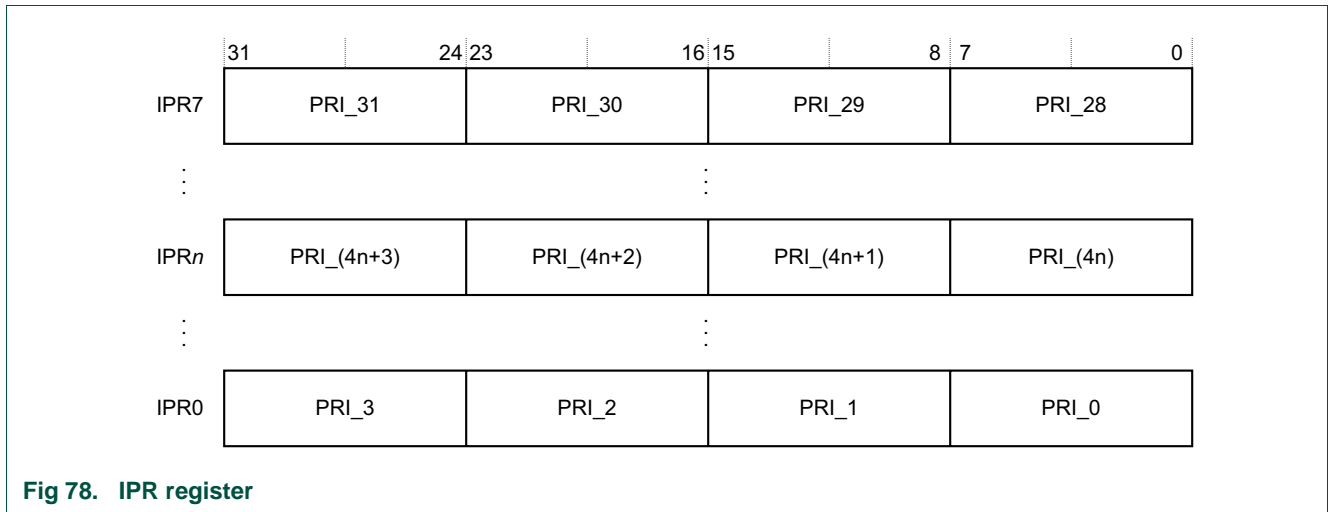 31 24 23 16 15 8 7 0
IPR7 PRI_31 PRI_30 PRI_29 PRI_28
IPRn PRI_(4n+3) PRI_(4n+2) PRI_(4n+1) PRI_(4n)
IPR0 PRI_3 PRI_2 PRI_1 PRI_0
Fig 78. IPR register